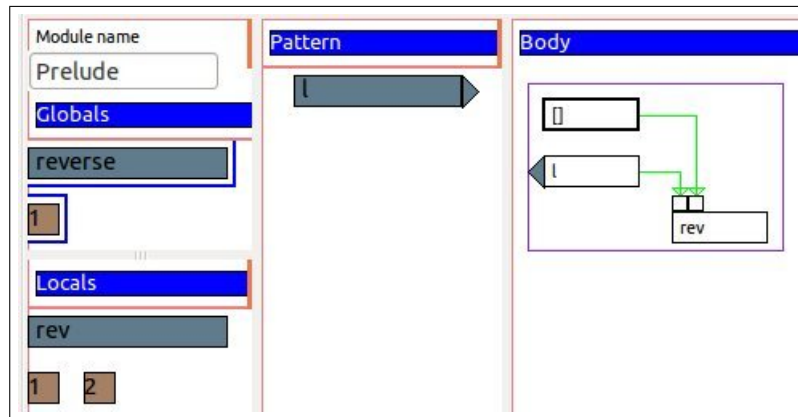 Module name
Prelude
Globals
reverse
1
Locals
rev
1 2
Pattern
l
Body
[]
l
rev